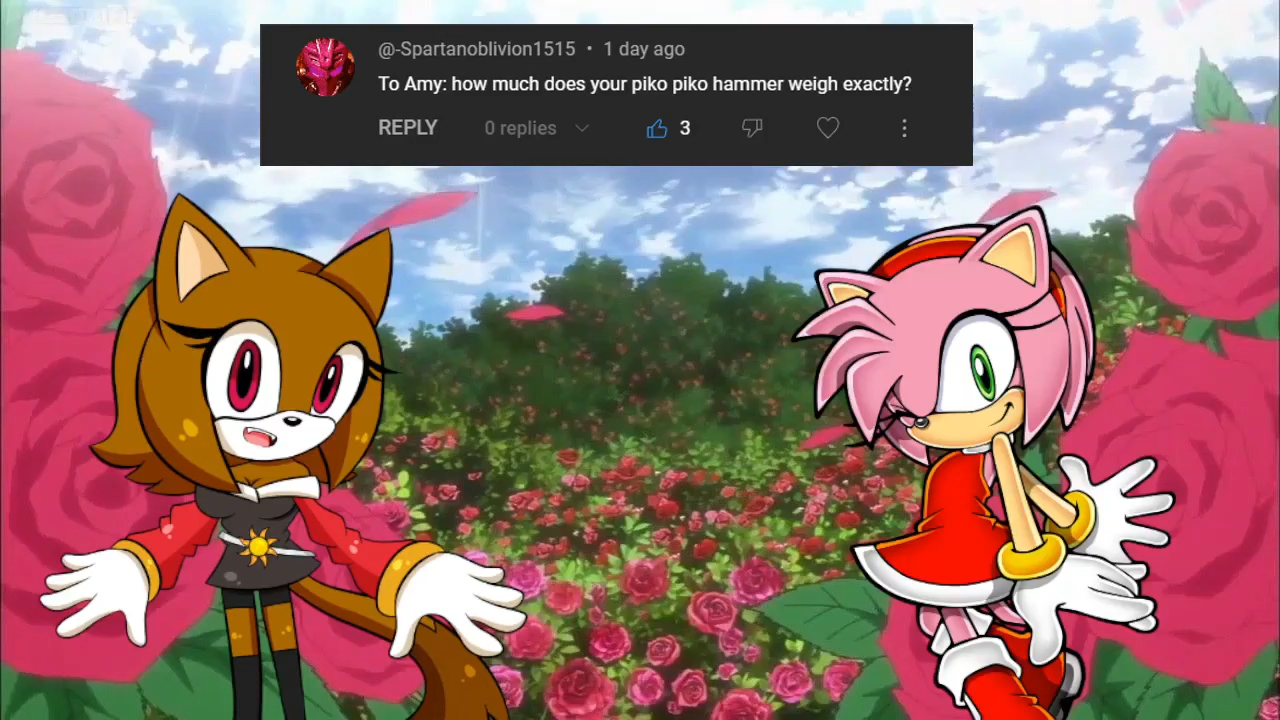 @-Spartanoblivion1515 • 1 day ago
To Amy: how much does your piko piko hammer weigh exactly?
REPLY 0 replies 3